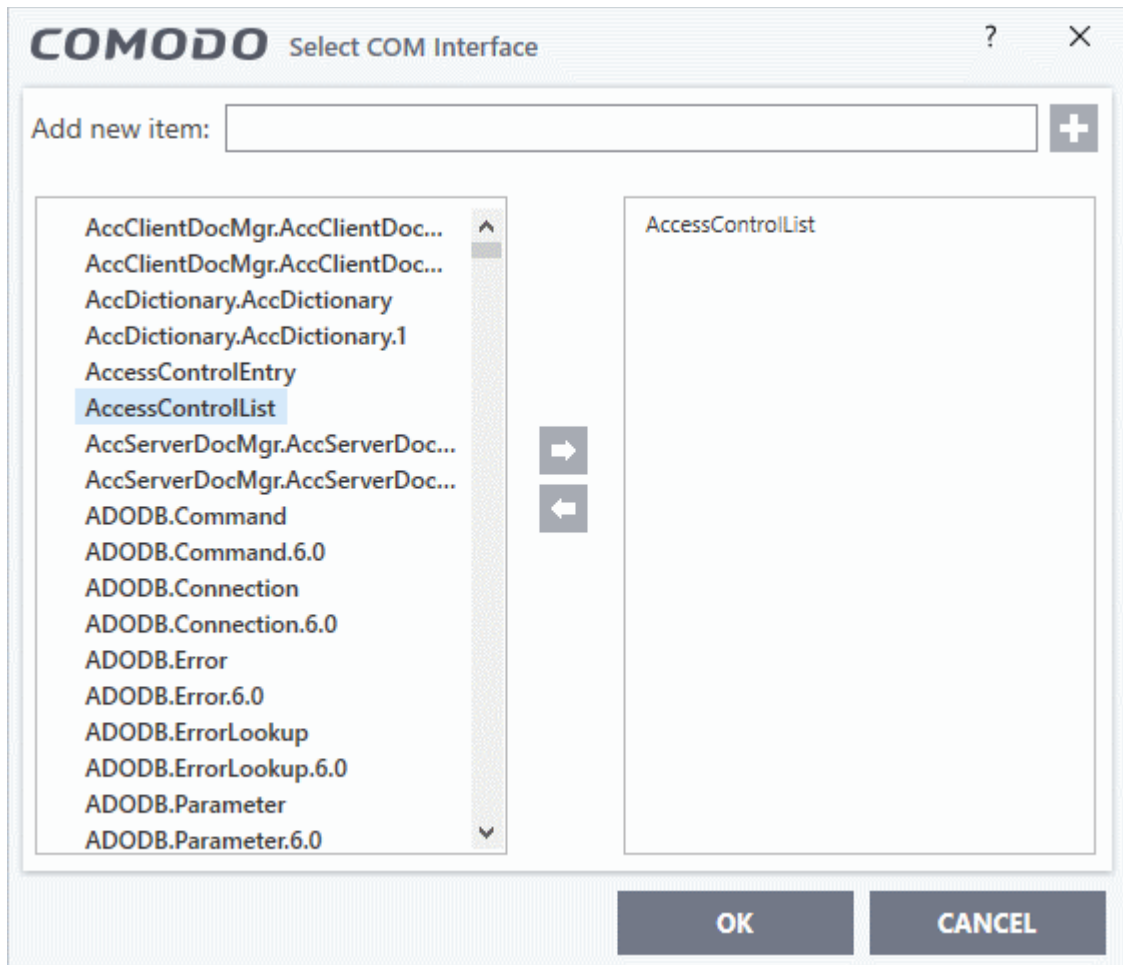 COMODO Select COM Interface ? ×
Add new item:
AccClientDocMgr.AccClientDoc...
AccClientDocMgr.AccClientDoc...
AccDictionary.AccDictionary
AccDictionary.AccDictionary.1
AccessControlEntry
AccessControlList
AccServerDocMgr.AccServerDoc...
AccServerDocMgr.AccServerDoc...
ADODB.Command
ADODB.Command.6.0
ADODB.Connection
ADODB.Connection.6.0
ADODB.Error
ADODB.Error.6.0
ADODB.ErrorLookup
ADODB.ErrorLookup.6.0
ADODB.Parameter
ADODB.Parameter.6.0
AccessControlList
OK CANCEL